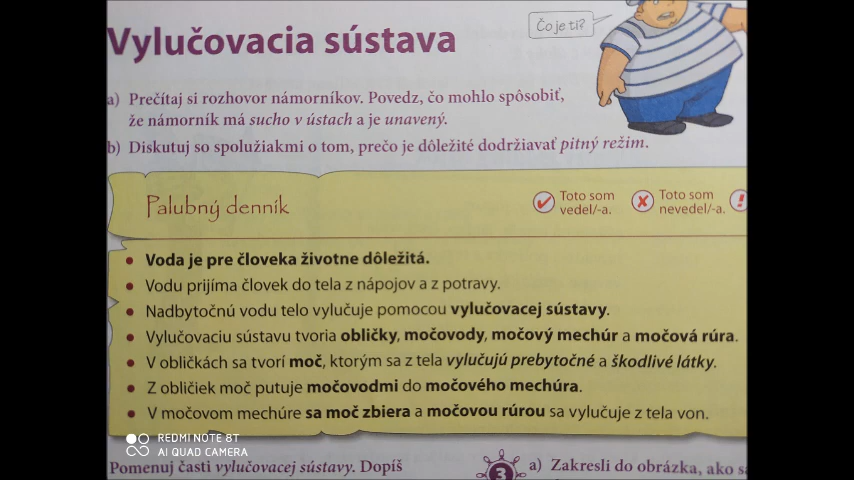 Čo je ti?
Vylučovacia sústava
a) Prečítaj si rozhovor námorníkov. Povedz, čo mohlo spôsobiť,
že námorník má sucho v ústach a je unavený.
b) Diskutuj so spolužiakmi o tom, prečo je dôležité dodržiavať pitný režim.
Palubný denník
Toto som
vedel/-a.
Toto som
nevedel/-a.
!
• Voda je pre človeka životne dôležitá.
• Vodu prijíma človek do tela z nápojov a z potravy.
• Nadbytočnú vodu telo vylučuje pomocou vylučovacej sústavy.
• Vylučovaciu sústavu tvoria obličky, močovody, močový mechúr a močová rúra.
• V obličkách sa tvorí moč, ktorým sa z tela vylučujú prebytočné a škodlivé látky.
• Z obličiek moč putuje močovodmi do močového mechúra.
• V močovom mechúre sa moč zbiera a močovou rúrou sa vylučuje z tela von.
REDMI NOTE 8T
AI QUAD CAMERA
Pomenuj časti vylučovacej sústavy. Dopíš
3 a) Zakresli do obrázka, ako